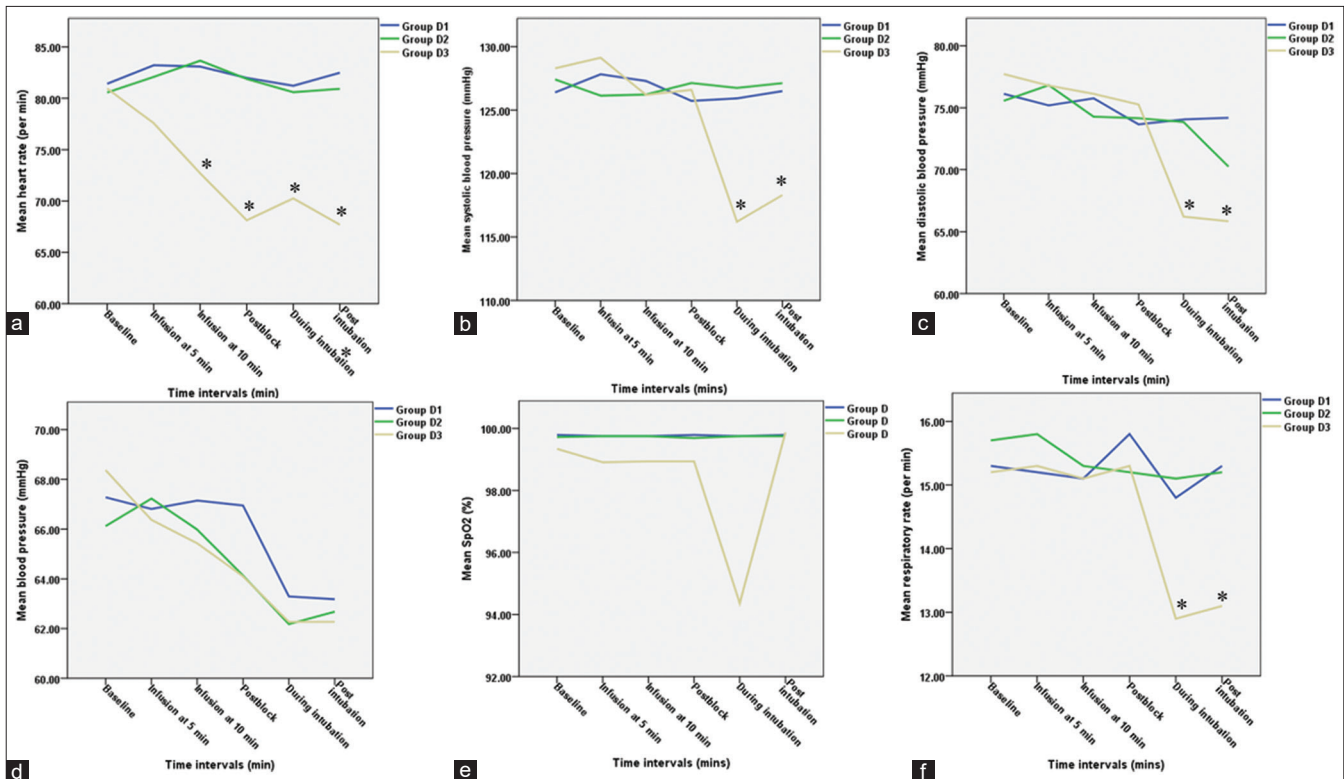 Group D1
Group D2
Group D3
Mean heart rate (per min)
85.00
80.00
75.00
70.00
65.00
60.00
*
*
*
*
Baseline
Infusion at 5 min
Infusion at 10 min
Postblock
During intubation
Post intubation
*
Time intervals (min)
a
Group D1
Group D2
Group D3
Mean systolic blood pressure (mmHg)
130.00
125.00
120.00
115.00
110.00
*
*
Baseline
Infusin at 5 min
Infusion at 10 min
Postblock
During intubation
Post intubation
Time intervals (mins)
b
Group D1
Group D2
Group D3
Mean diastolic blood pressure (mmHg)
80.00
75.00
70.00
65.00
60.00
*
*
Baseline
Infusion at 5 min
Infusion at 10 min
Postblock
During intubation
Post intubation
Time intervals (min)
c
Group D1
Group D2
Group D3
Mean blood pressure (mmHg)
70.00
68.00
66.00
64.00
62.00
60.00
Baseline
Infusion at 5 min
Infusion at 10 min
Postblock
During intubation
Post intubation
Time intervals (min)
d
Group D
Group D
Group D
Mean SpO2 (%)
100.00
98.00
96.00
94.00
92.00
Baseline
Infusion at 5 min
Infusion at 10 min
Postblock
During intubation
Post intubation
Time intervals (mins)
e
Group D1
Group D2
Group D3
Mean respiratory rate (per min)
16.00
15.00
14.00
13.00
12.00
*
*
Baseline
Infusion at 5 min
Infusion at 10 min
Postblock
During intubation
Post intubation
Time intervals (min)
f